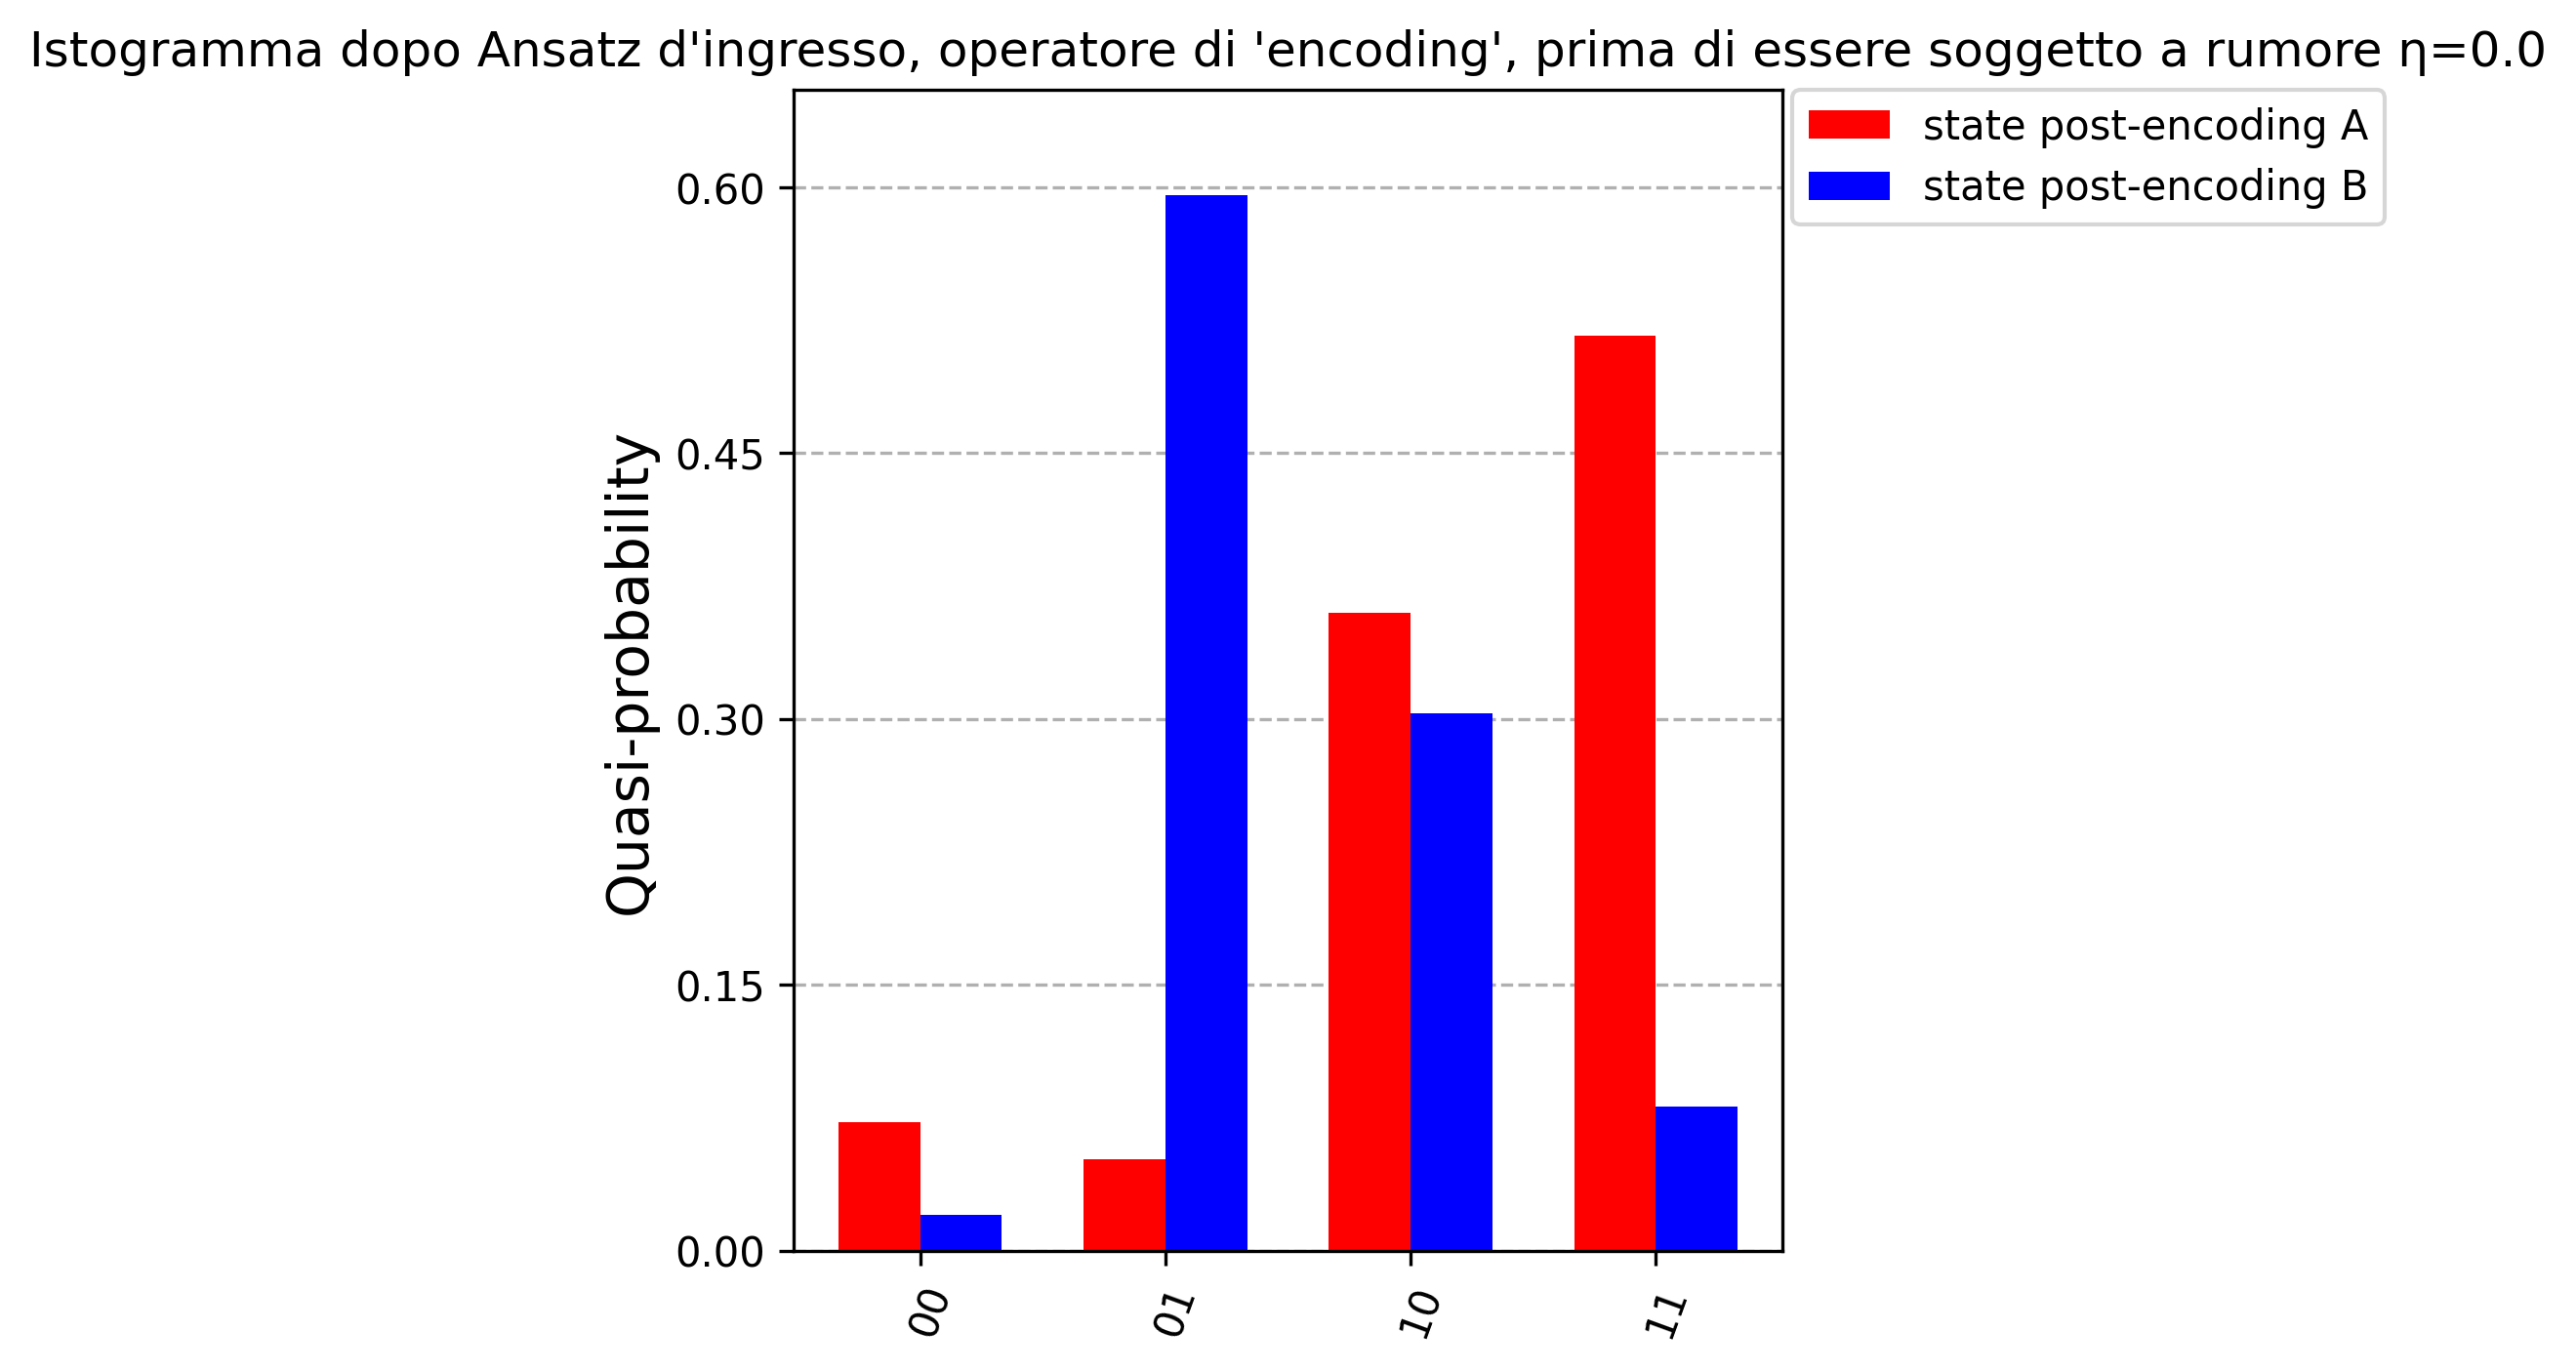 Istogramma dopo Ansatz d'ingresso, operatore di 'encoding', prima di essere soggetto a rumore η=0.0
state post-encoding A
state post-encoding B
Quasi-probability
0.60
0.45
0.30
0.15
0.00
00
01
10
11